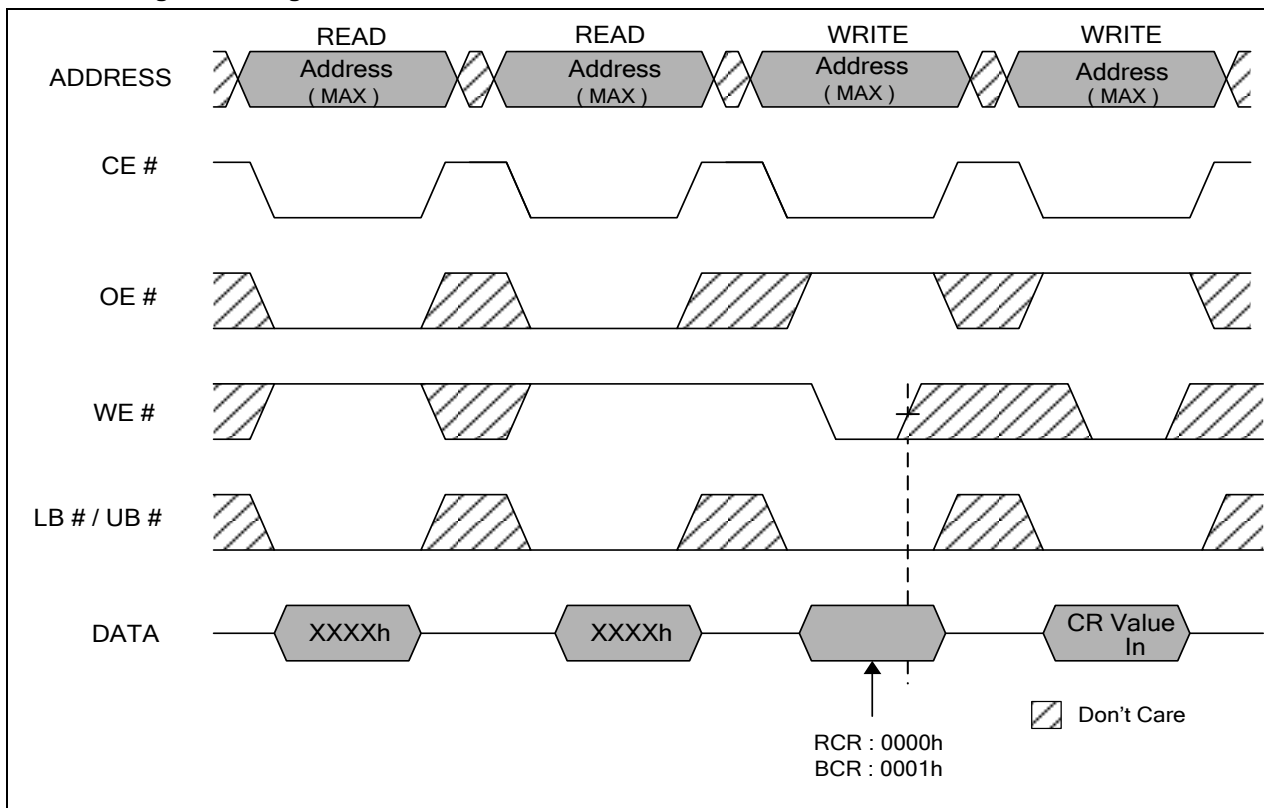 READ READ WRITE WRITE
ADDRESS
Address
( MAX )
Address
( MAX )
Address
( MAX )
Address
( MAX )
CE #
OE #
WE #
LB # / UB #
DATA
XXXXh
XXXXh
CR Value
In
Don't Care
RCR : 0000h
BCR : 0001h